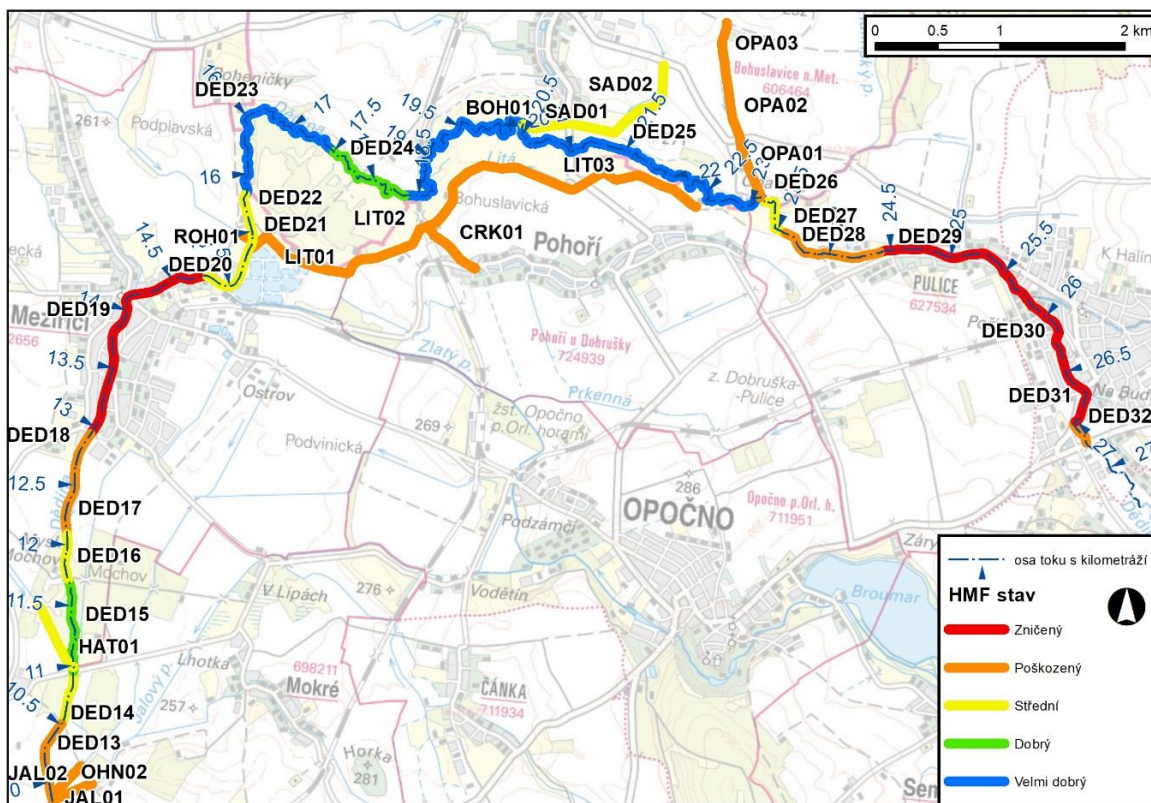 0 0.5 1 2 km
OPA03
Bohuslavice n.Met.
606464
SAD02
OPA02
Boheničky
DED23
17
17.5
19.5
BOH01
20.5
SAD01
21.5
261
Podplavská
DED24
19
18.5
DED25
271
Litá
LIT03
22
22.5
OPA01
16
DED26
DED22
Bohuslavická
LIT02
DED27
24.5
25
DED21
ROH01
14.5
CRK01
Pohoří
DED28
DED29
25.5
LIT01
DED20
PULICE
627534
K Halín
DED19
Meziříčí
2656
26
Pohoří u Dobrušky
724939
Zlatý p.
DED30
13.5
Ostrov
Prkenná
z. Dobruška-
Pulice
26.5
Na Bud
13
DED18
269
žst. Opočno
p.Orl. horami
DED31
DED32
Podvinická
27
12.5
286
DED17
OPOČNO
Opočno p.Orl. h.
711951
Podzámčí
12
DED16
Mochov
276
Vodětín
V Lipách
Broumar
11.5
DED15
HAT01
11
Lhotka
698211
Mokré
ČÁNKA
711934
10.5
DED14
257
DED13
Horka
281
JAL02
OHN02
JAL01
osa toku s kilometráží
HMF stav
Zničený
Poškozený
Střední
Dobrý
Velmi dobrý